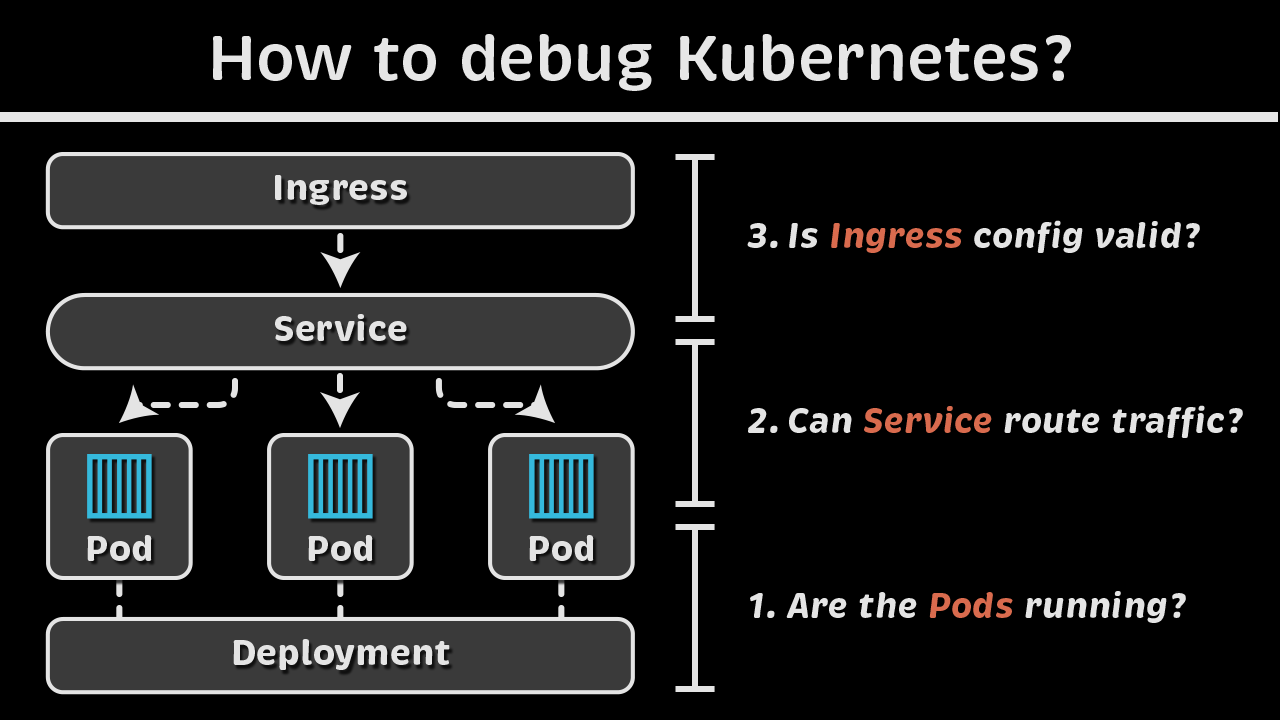 How to debug Kubernetes?
Ingress
3. Is Ingress config valid?
Service
2. Can Service route traffic?
Pod
Pod
Pod
1. Are the Pods running?
Deployment